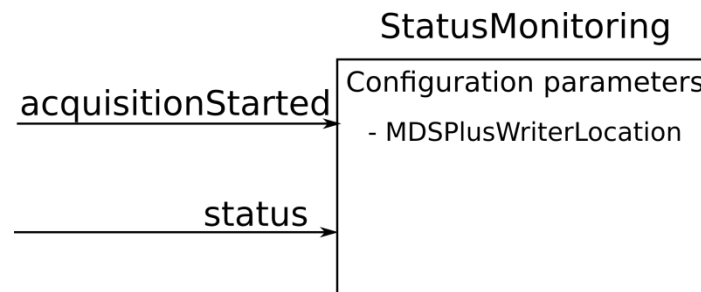 StatusMonitoring
Configuration parameters
acquisitionStarted
- MDSPlusWriterLocation
status